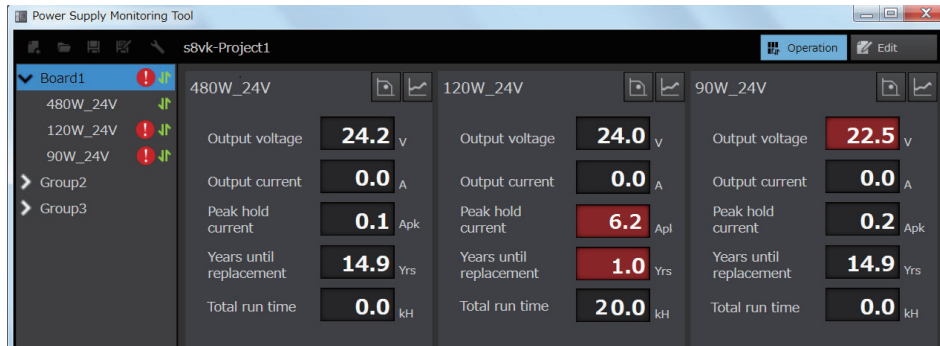 Power Supply Monitoring Tool
s8vk-Project1
Operation
Edit
Board1
480W_24V
120W_24V
90W_24V
Group2
Group3
480W_24V
Output voltage 24.2 V
Output current 0.0 A
Peak hold
current 0.1 Apk
Years until
replacement 14.9 Yrs
Total run time 0.0 kH
120W_24V
Output voltage 24.0 V
Output current 0.0 A
Peak hold
current 6.2 Apl
Years until
replacement 1.0 Yrs
Total run time 20.0 kH
90W_24V
Output voltage 22.5 V
Output current 0.0 A
Peak hold
current 0.2 Apk
Years until
replacement 14.9 Yrs
Total run time 0.0 kH